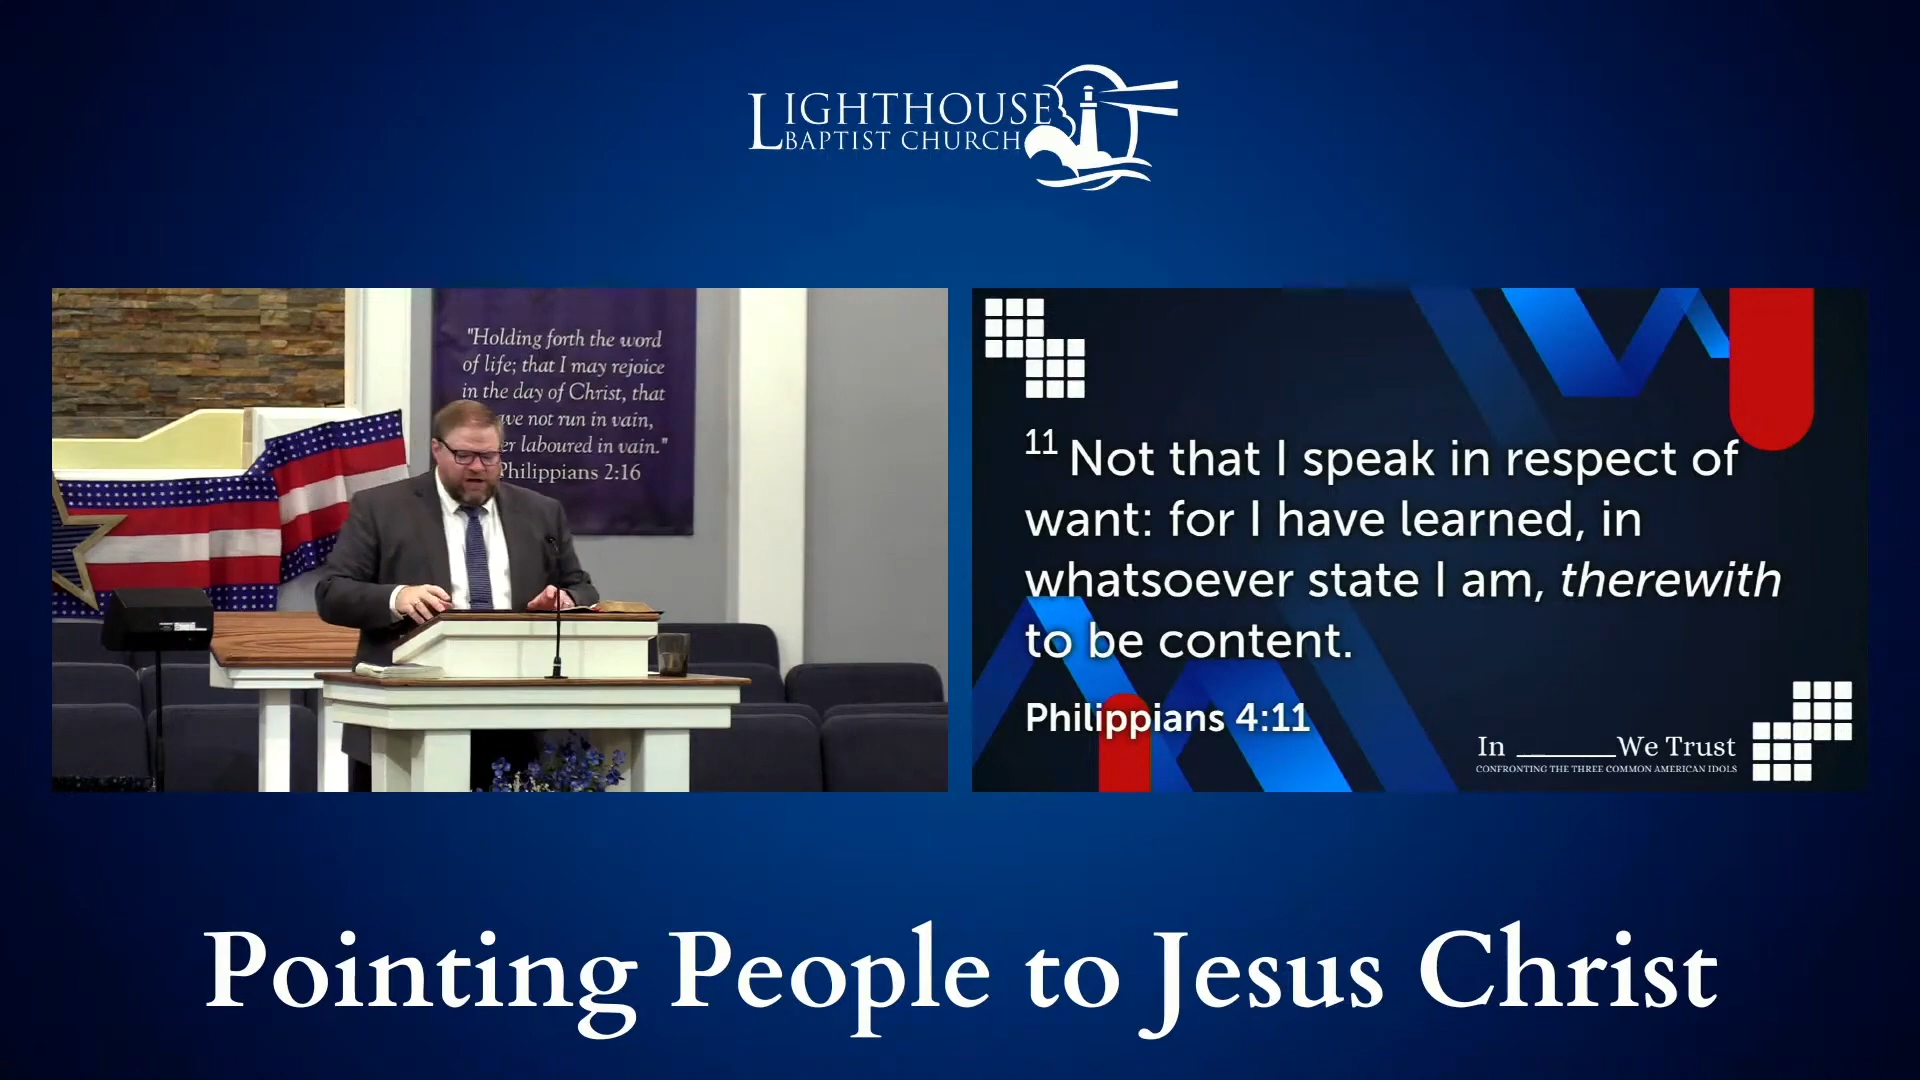 LIGHTHOUSE
BAPTIST CHURCH
"Holding forth the word
of life; that I may rejoice
in the day of Christ, that
not run in vain,
laboured in vain."
Philippians 2:16
11 Not that I speak in respect of
want: for I have learned, in
whatsoever state I am, therewith
to be content.
Philippians 4:11
In ______ We Trust
CONFRONTING THE THREE COMMON AMERICAN IDOLS
Pointing People to Jesus Christ